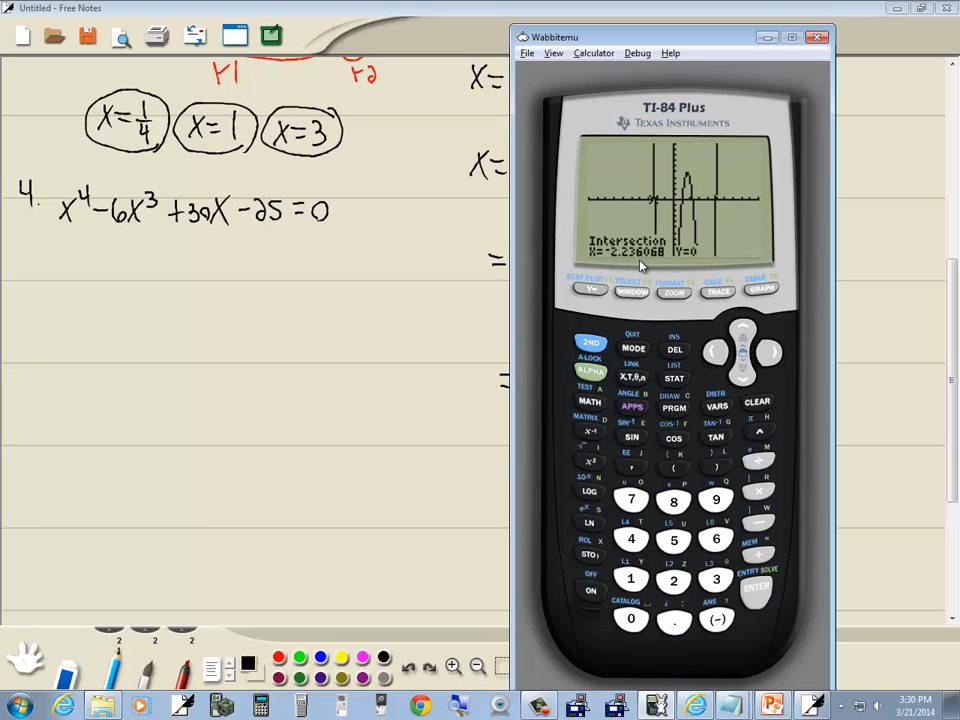 Untitled - Free Notes
r1 r2
x=1/4 x=1 x=3
x=
x=
4. x⁴-6x³+30x-25=0
=
Wabbitemu
File View Calculator Debug Help
TI-84 Plus
TEXAS INSTRUMENTS
Intersection
X=-2.236068 Y=0
STAT PLOT F1 TBLSET F2 FORMAT F3 CALC F4 TABLE F5
Y= WINDOW ZOOM TRACE GRAPH
QUIT INS
2ND MODE DEL
A-LOCK LINK LIST
ALPHA X,T,θ,n STAT
TEST A ANGLE B DRAW C DISTR
MATH APPS PRGM VARS CLEAR
MATRIX D SIN⁻¹ E COS⁻¹ F TAN⁻¹ G π H
x⁻¹ SIN COS TAN ^
√ I EE J { K } L e M
x² , ( ) ÷
10ˣ N u O v P w Q [ R
LOG 7 8 9 ×
eˣ S L4 T L5 U L6 V ] W
LN 4 5 6 −
RCL X L1 Y L2 Z L3 θ MEM "
STO› 1 2 3 +
OFF CATALOG i : ANS ? ENTRY SOLVE
ON 0 . (-) ENTER
2 2 2
3:30 PM
3/21/2014